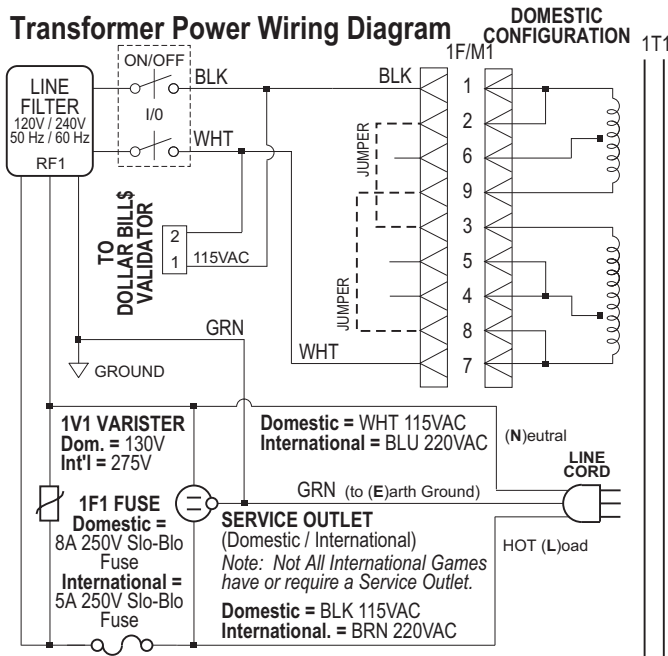 Transformer Power Wiring Diagram
DOMESTIC
CONFIGURATION
1T1
1F/M1
ON/OFF
BLK
BLK
LINE
FILTER
120V / 240V
50 Hz / 60 Hz
RF1
I/0
WHT
JUMPER
JUMPER
1
2
6
9
3
5
4
8
7
TO
DOLLAR BILL$
VALIDATOR
2
1
115VAC
GRN
WHT
GROUND
1V1 VARISTER
Dom. = 130V
Int'l = 275V
Domestic = WHT 115VAC
International = BLU 220VAC
(N)eutral
LINE
CORD
1F1 FUSE
Domestic =
8A 250V Slo-Blo
Fuse
International =
5A 250V Slo-Blo
Fuse
GRN (to (E)arth Ground)
SERVICE OUTLET
(Domestic / International)
Note: Not All International Games
have or require a Service Outlet.
HOT (L)oad
Domestic = BLK 115VAC
International. = BRN 220VAC